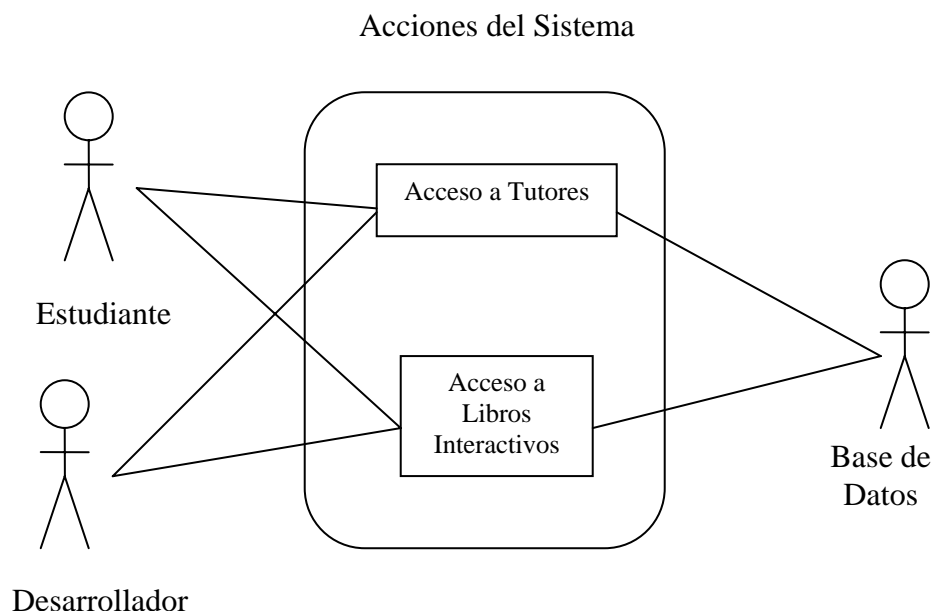 Acciones del Sistema
Acceso a Tutores
Estudiante
Acceso a
Libros
Interactivos
Base de
Datos
Desarrollador